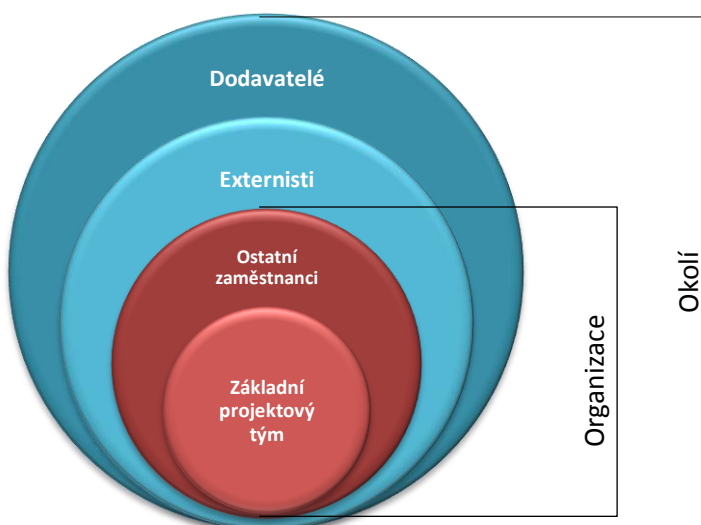 Dodavatelé
Externisti
Ostatní
zaměstnanci
Základní
projektový
tým
Organizace
Okolí